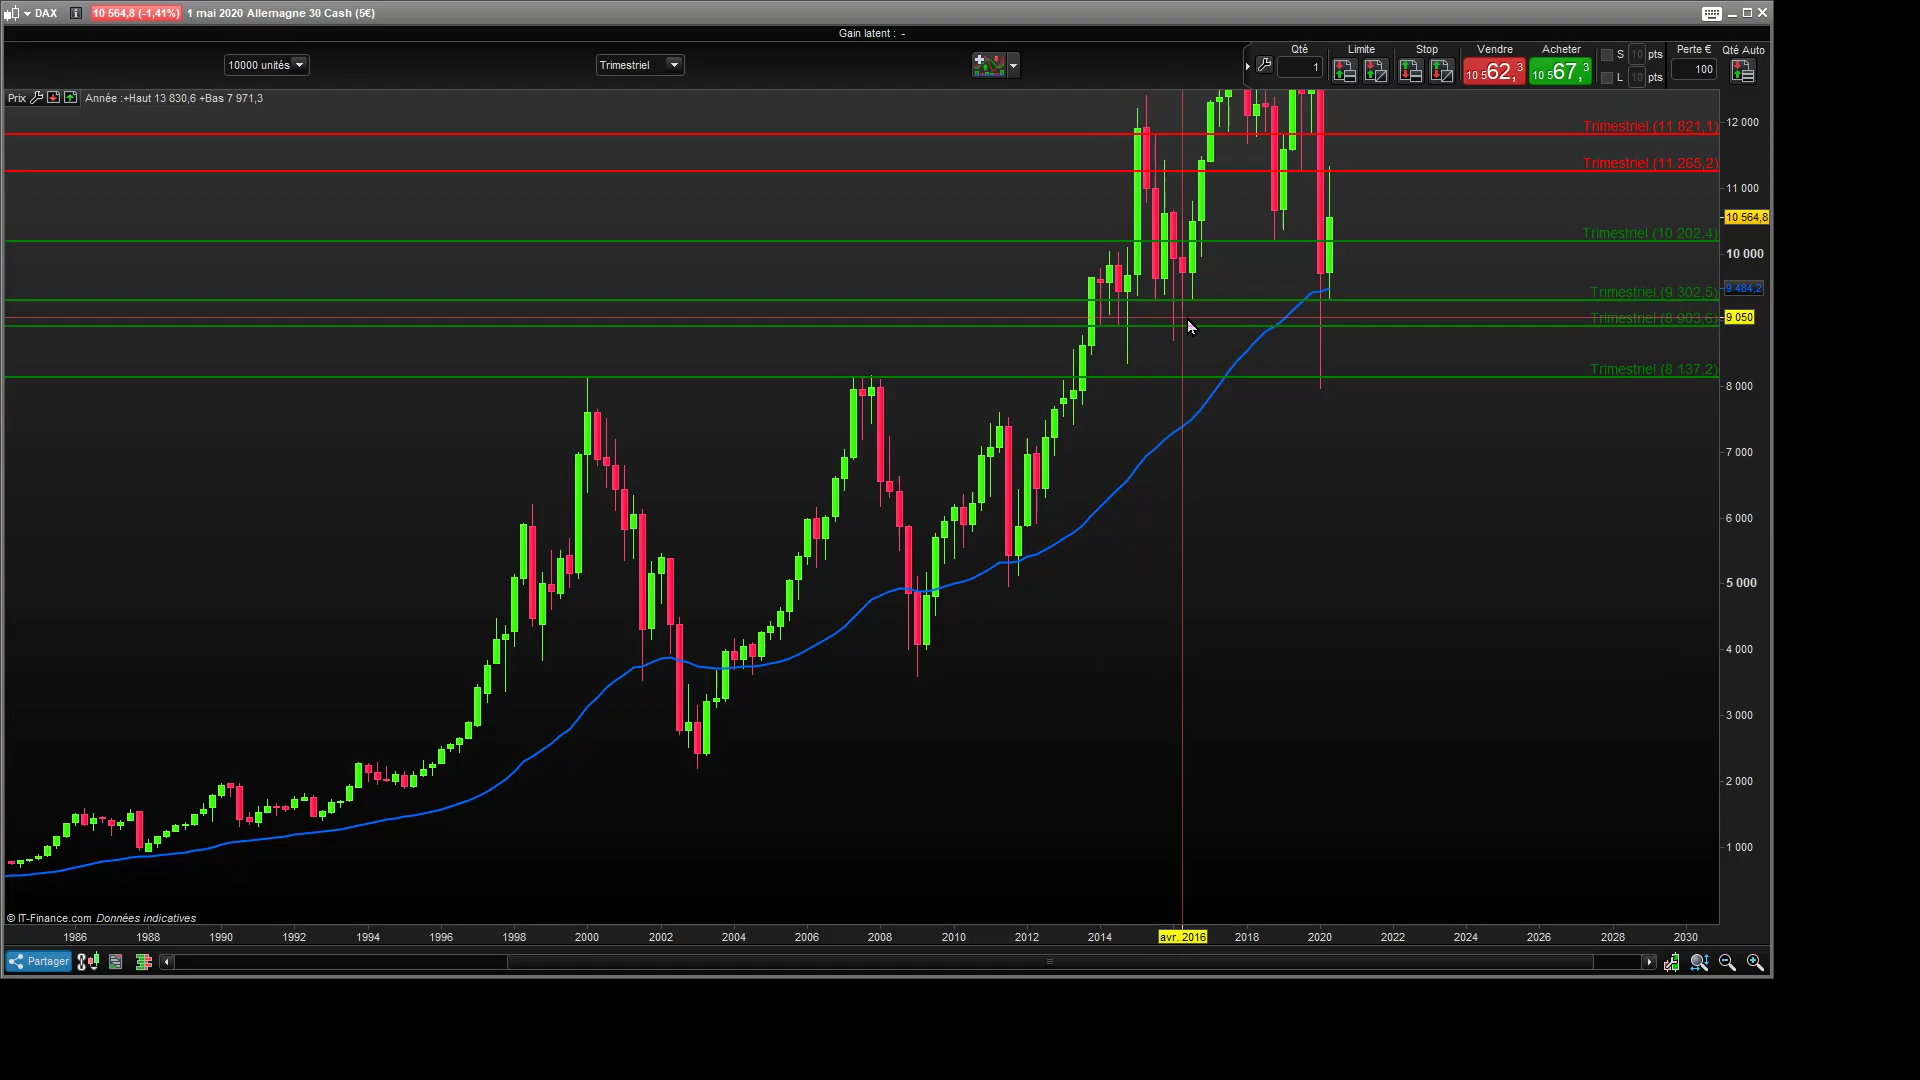 DAX 10 564,8 (-1,41%) 1 mai 2020 Allemagne 30 Cash (5€)
Gain latent : -
10000 unités
Trimestriel
Qté
1
Limite
Stop
Vendre
10 562,3
Acheter
10 567,3
S 10 pts
L 10 pts
Perte €
100
Qté Auto
Prix Année :+Haut 13 830,6 +Bas 7 971,3
Trimestriel (11 821,1)
Trimestriel (11 265,2)
Trimestriel (10 202,4)
Trimestriel (9 302,5)
Trimestriel (8 903,6)
Trimestriel (8 137,2)
12 000
11 000
10 564,8
10 000
9 484,2
9 050
8 000
7 000
6 000
5 000
4 000
3 000
2 000
1 000
© IT-Finance.com Données indicatives
1986 1988 1990 1992 1994 1996 1998 2000 2002 2004 2006 2008 2010 2012 2014 avr. 2016 2018 2020 2022 2024 2026 2028 2030
Partager